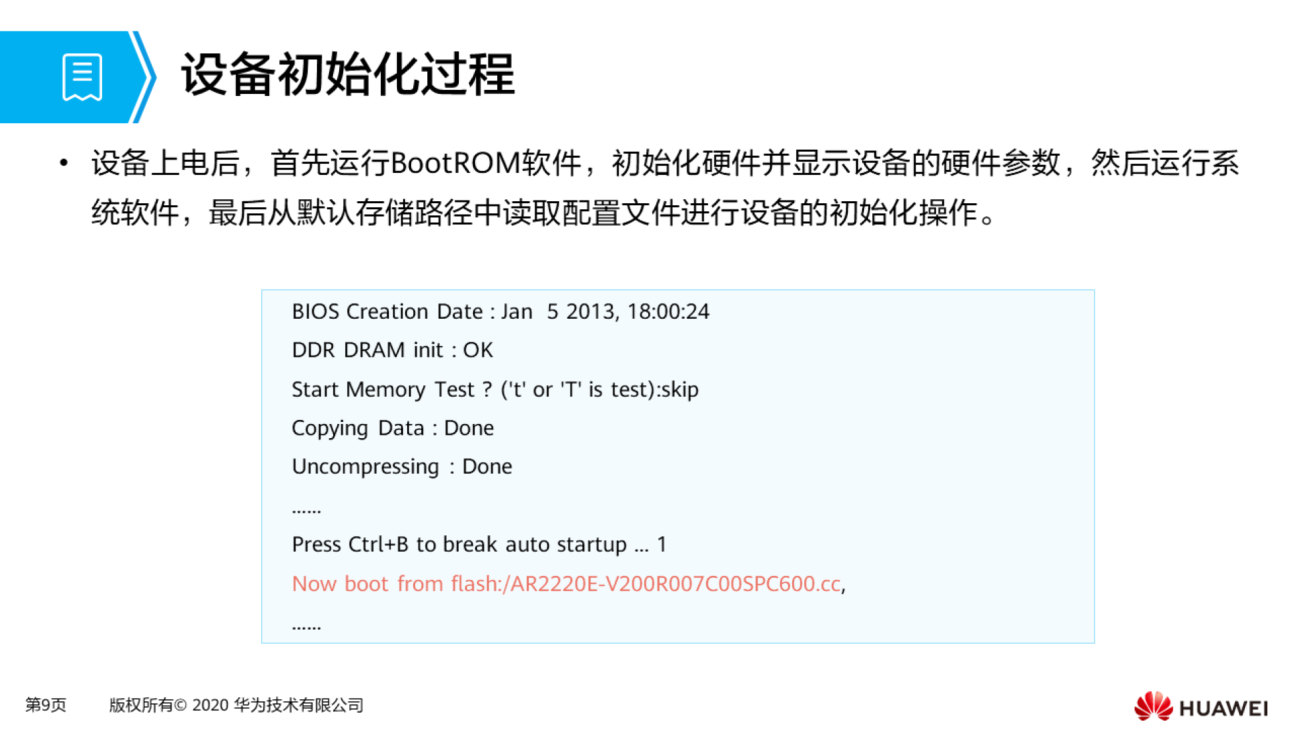 设备初始化过程
• 设备上电后，首先运行BootROM软件，初始化硬件并显示设备的硬件参数，然后运行系
统软件，最后从默认存储路径中读取配置文件进行设备的初始化操作。
BIOS Creation Date : Jan  5 2013, 18:00:24
DDR DRAM init : OK
Start Memory Test ? ('t' or 'T' is test):skip
Copying Data : Done
Uncompressing : Done
……
Press Ctrl+B to break auto startup ... 1
Now boot from flash:/AR2220E-V200R007C00SPC600.cc,
……
第9页 版权所有© 2020 华为技术有限公司
HUAWEI